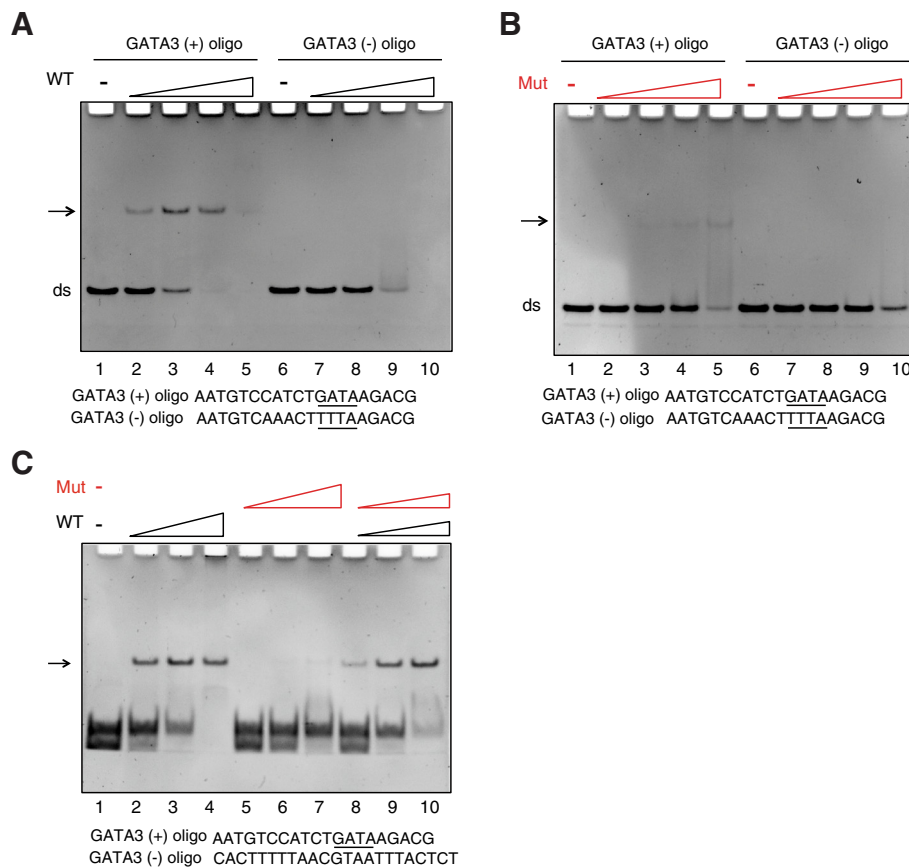 A
GATA3 (+) oligo GATA3 (-) oligo
WT - -
ds
1 2 3 4 5 6 7 8 9 10
GATA3 (+) oligo AATGTCCATCTGATAAGACG
GATA3 (-) oligo AATGTCAAACTTTTAAGACG
B
GATA3 (+) oligo GATA3 (-) oligo
Mut - -
ds
1 2 3 4 5 6 7 8 9 10
GATA3 (+) oligo AATGTCCATCTGATAAGACG
GATA3 (-) oligo AATGTCAAACTTTTAAGACG
C
Mut -
WT -
1 2 3 4 5 6 7 8 9 10
GATA3 (+) oligo AATGTCCATCTGATAAGACG
GATA3 (-) oligo CACTTTTTAACGTAATTTACTCT